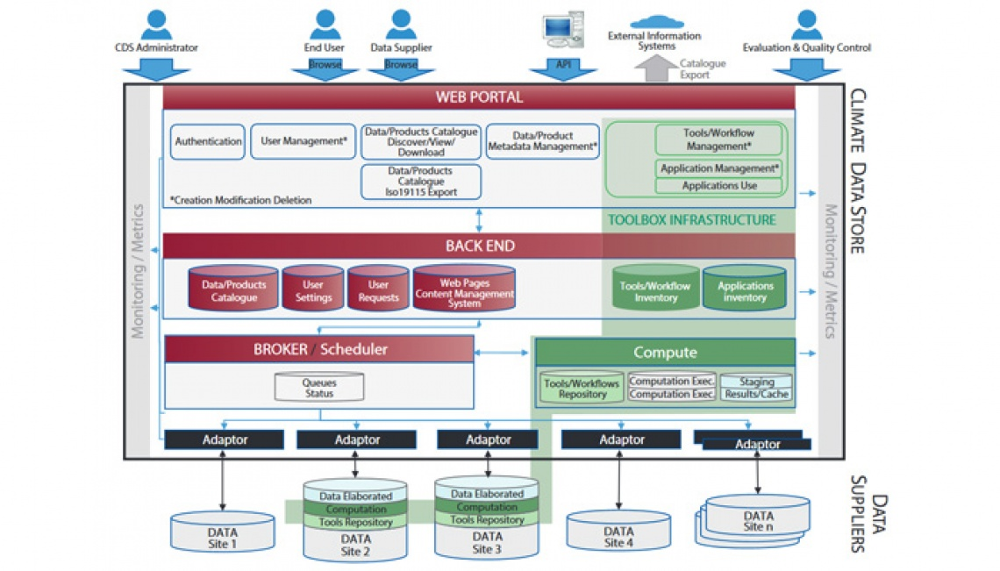 CDS Administrator
End User
Data Supplier
External Information
Systems
Evaluation & Quality Control
Browse
Browse
API
Catalogue
Export
WEB PORTAL
Authentication
User Management*
Data/Products Catalogue
Discover/View/
Download
Data/Product
Metadata Management*
Tools/Workflow
Management*
Application Management*
Applications Use
Data/Products
Catalogue
Iso19115 Export
*Creation Modification Deletion
TOOLBOX INFRASTRUCTURE
BACK END
Data/Products
Catalogue
User
Settings
User
Requests
Web Pages
Content Management
System
Tools/Workflow
Inventory
Applications
inventory
BROKER / Scheduler
Queues
Status
Compute
Tools/Workflows
Repository
Computation Exec.
Computation Exec.
Staging
Results/Cache
Adaptor
Adaptor
Adaptor
Adaptor
Adaptor
Monitoring / Metrics
Monitoring / Metrics
CLIMATE DATA STORE
DATA
Site 1
Data Elaborated
Computation
Tools Repository
DATA
Site 2
Data Elaborated
Computation
Tools Repository
DATA
Site 3
DATA
Site 4
DATA
Site n
DATA
SUPPLIERS